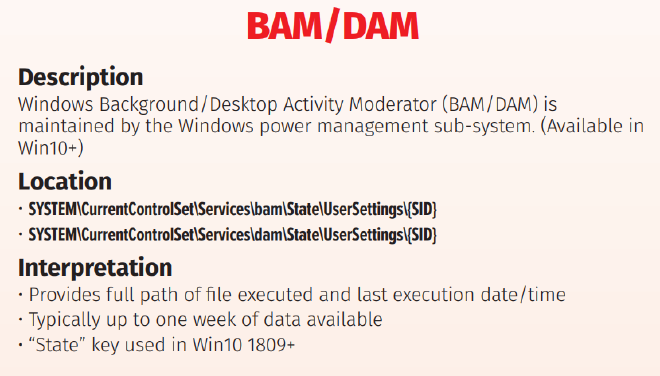 BAM/DAM
Description
Windows Background/Desktop Activity Moderator (BAM/DAM) is
maintained by the Windows power management sub-system. (Available in
Win10+)
Location
· SYSTEM\CurrentControlSet\Services\bam\State\UserSettings\{SID}
· SYSTEM\CurrentControlSet\Services\dam\State\UserSettings\{SID}
Interpretation
· Provides full path of file executed and last execution date/time
· Typically up to one week of data available
· “State” key used in Win10 1809+